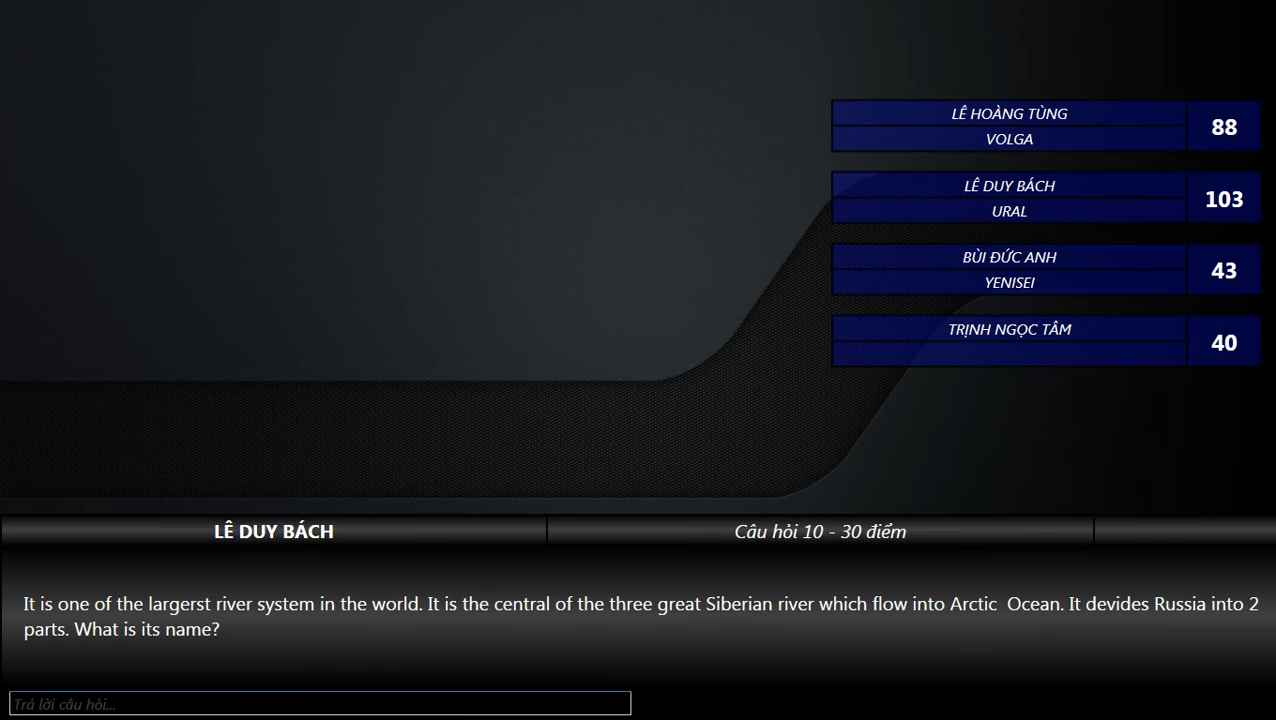 LÊ HOÀNG TÙNG
VOLGA
88
LÊ DUY BÁCH
URAL
103
BÙI ĐỨC ANH
YENISEI
43
TRỊNH NGỌC TÂM
40
LÊ DUY BÁCH
Câu hỏi 10 - 30 điểm
It is one of the largerst river system in the world. It is the central of the three great Siberian river which flow into Arctic  Ocean. It devides Russia into 2
parts. What is its name?
Trả lời câu hỏi...